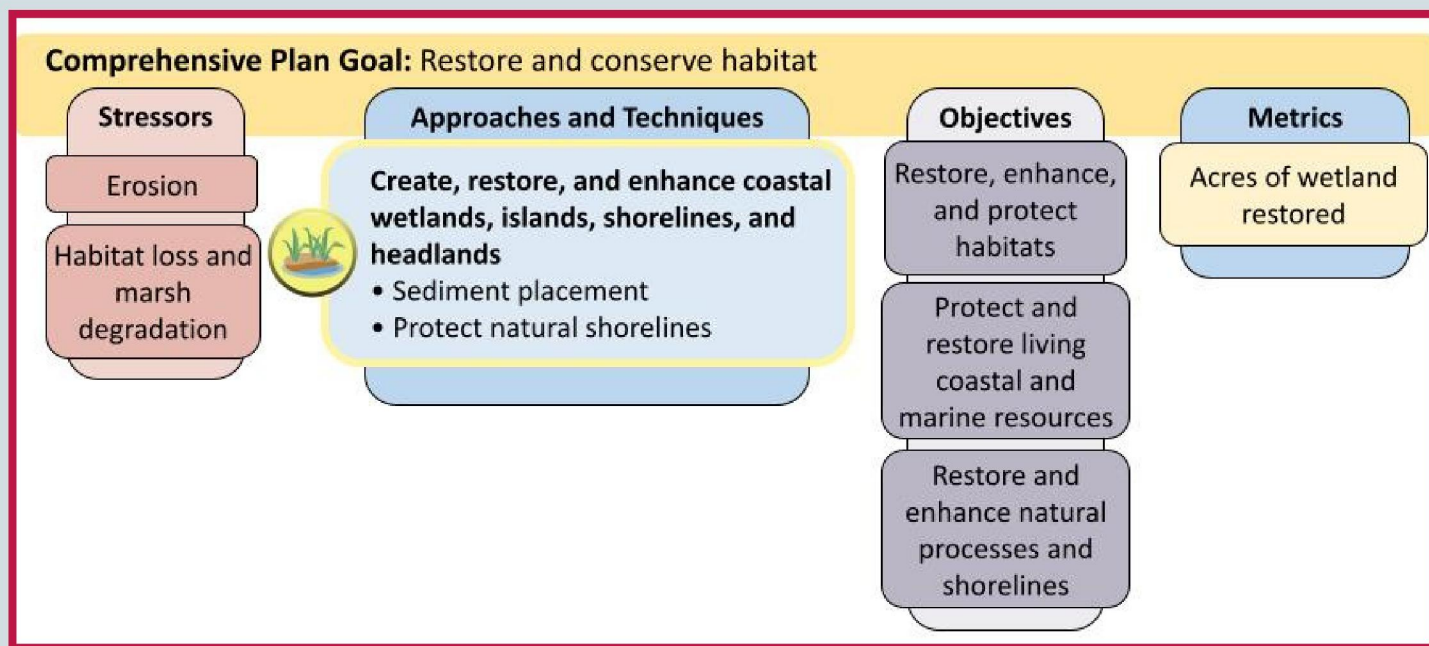 Comprehensive Plan Goal: Restore and conserve habitat
Stressors
Erosion
Habitat loss and
marsh
degradation
Approaches and Techniques
Create, restore, and enhance coastal
wetlands, islands, shorelines, and
headlands
• Sediment placement
• Protect natural shorelines
Objectives
Restore, enhance,
and protect
habitats
Protect and
restore living
coastal and
marine resources
Restore and
enhance natural
processes and
shorelines
Metrics
Acres of wetland
restored